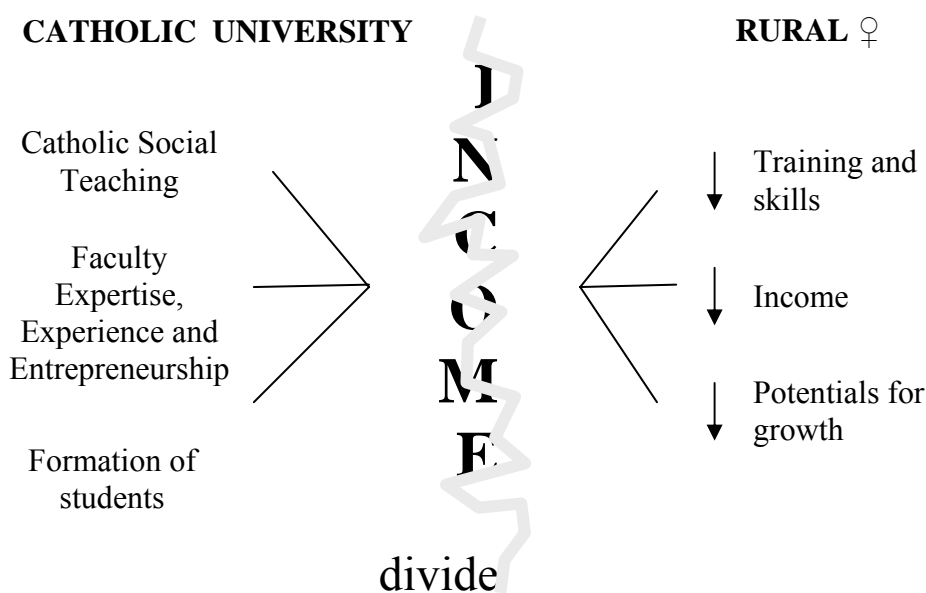 CATHOLIC UNIVERSITY
Catholic Social
Teaching
Faculty
Expertise,
Experience and
Entrepreneurship
Formation of
students
I
N
C
O
M
E
divide
RURAL ♀
Training and
skills
Income
Potentials for
growth